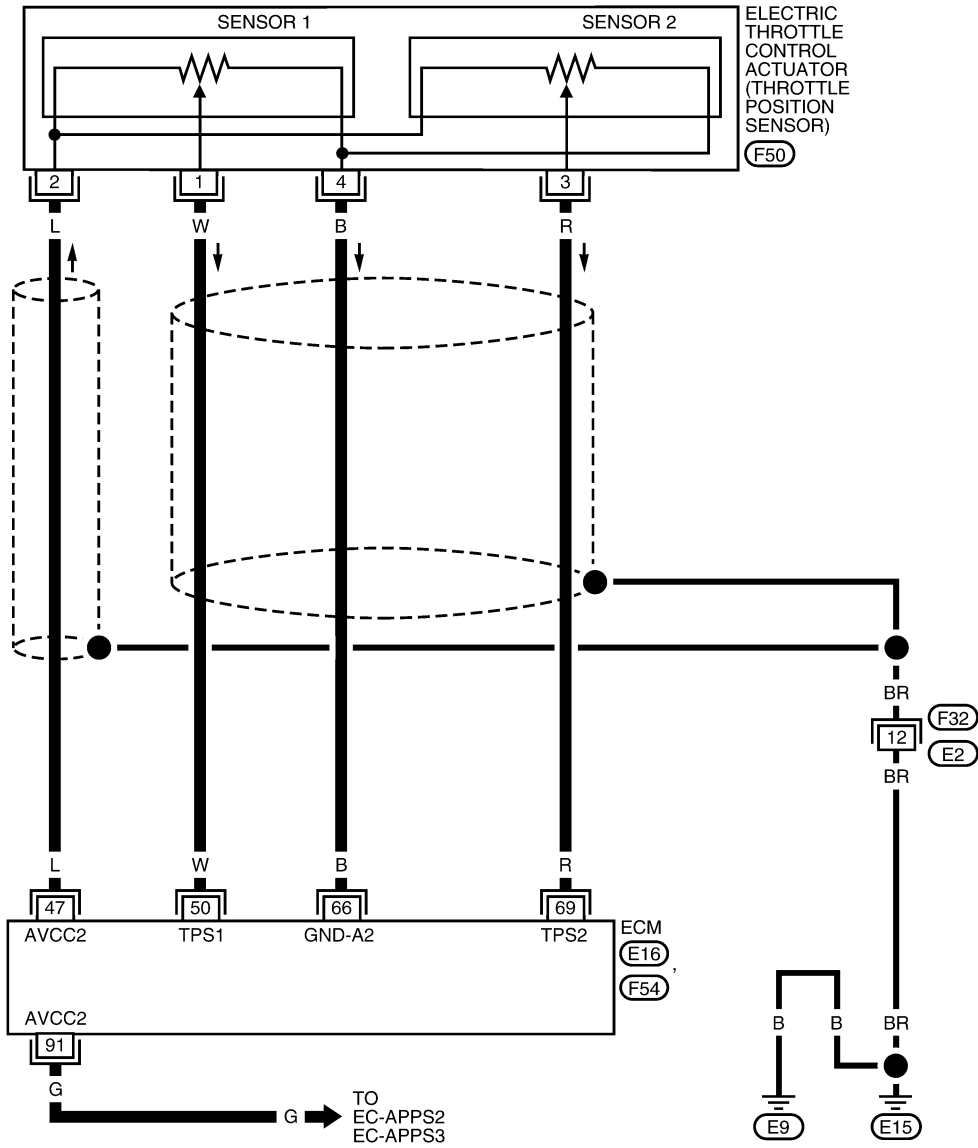 SENSOR 1
SENSOR 2
ELECTRIC
THROTTLE
CONTROL
ACTUATOR
(THROTTLE
POSITION
SENSOR)
F50
2
1
4
3
L
W
B
R
BR
F32
12
E2
BR
L
W
B
R
47
50
66
69
AVCC2
TPS1
GND-A2
TPS2
ECM
E16
,
F54
AVCC2
91
B
B
BR
G
G
TO
EC-APPS2
EC-APPS3
E9
E15